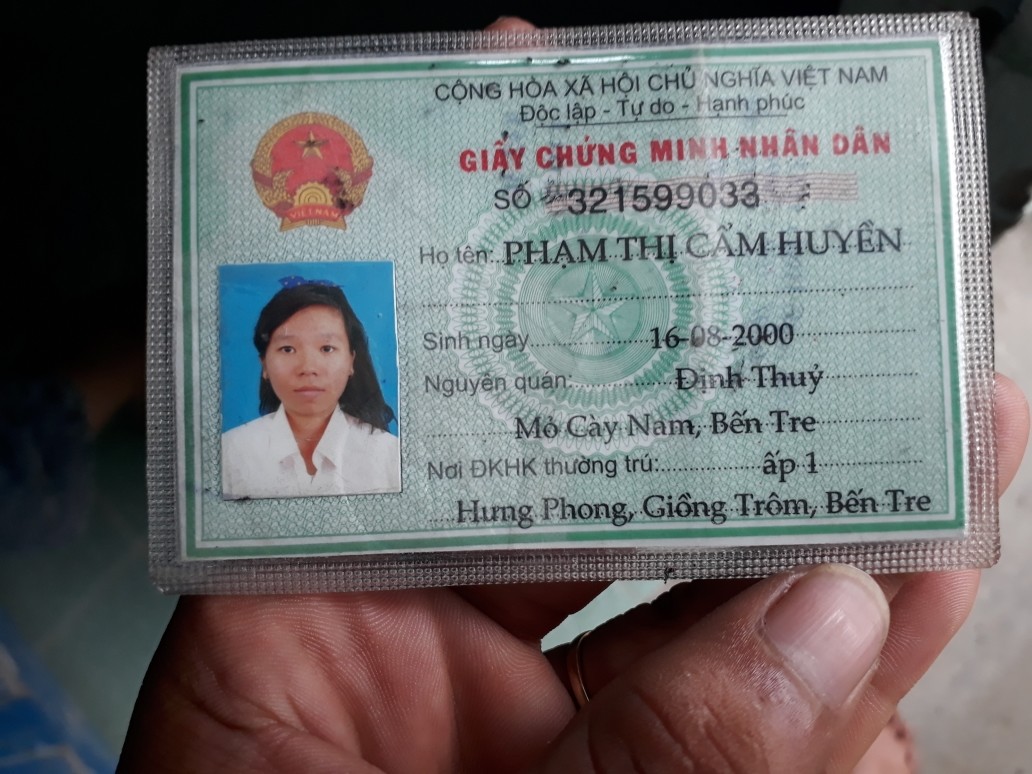 CỘNG HÒA XÃ HỘI CHỦ NGHĨA VIỆT NAM
Độc lập - Tự do - Hạnh phúc
GIẤY CHỨNG MINH NHÂN DÂN
SỐ 321599033
VIỆT NAM
Họ tên: PHẠM THỊ CẨM HUYỀN
Sinh ngày 16-08-2000
Nguyên quán: Định Thuỷ
Mỏ Cày Nam, Bến Tre
Nơi ĐKHK thường trú: ấp 1
Hưng Phong, Giồng Trôm, Bến Tre